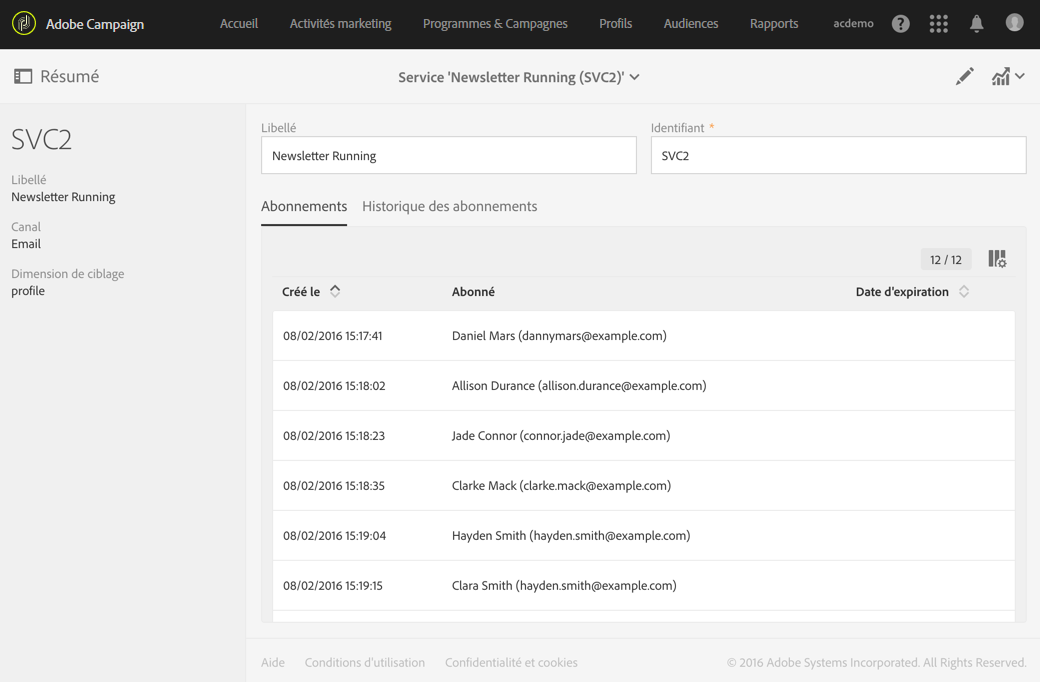 Adobe Campaign Accueil Activités marketing Programmes & Campagnes Profils Audiences Rapports acdemo ?
Résumé Service 'Newsletter Running (SVC2)'
SVC2
Libellé
Newsletter Running
Canal
Email
Dimension de ciblage
profile
Libellé Identifiant *
Newsletter Running SVC2
Abonnements Historique des abonnements
12 / 12
Créé le Abonné Date d'expiration
08/02/2016 15:17:41 Daniel Mars (dannymars@example.com)
08/02/2016 15:18:02 Allison Durance (allison.durance@example.com)
08/02/2016 15:18:23 Jade Connor (connor.jade@example.com)
08/02/2016 15:18:35 Clarke Mack (clarke.mack@example.com)
08/02/2016 15:19:04 Hayden Smith (hayden.smith@example.com)
08/02/2016 15:19:15 Clara Smith (hayden.smith@example.com)
Aide Conditions d'utilisation Confidentialité et cookies © 2016 Adobe Systems Incorporated. All Rights Reserved.